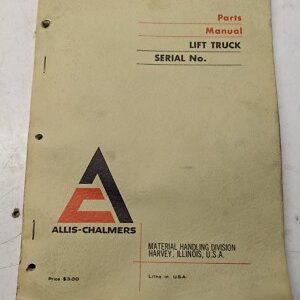 Parts
Manual
LIFT TRUCK
SERIAL No.
ALLIS-CHALMERS
MATERIAL HANDLING DIVISION
HARVEY, ILLINOIS, U.S.A.
Price $3.00
Litho in U.S.A.